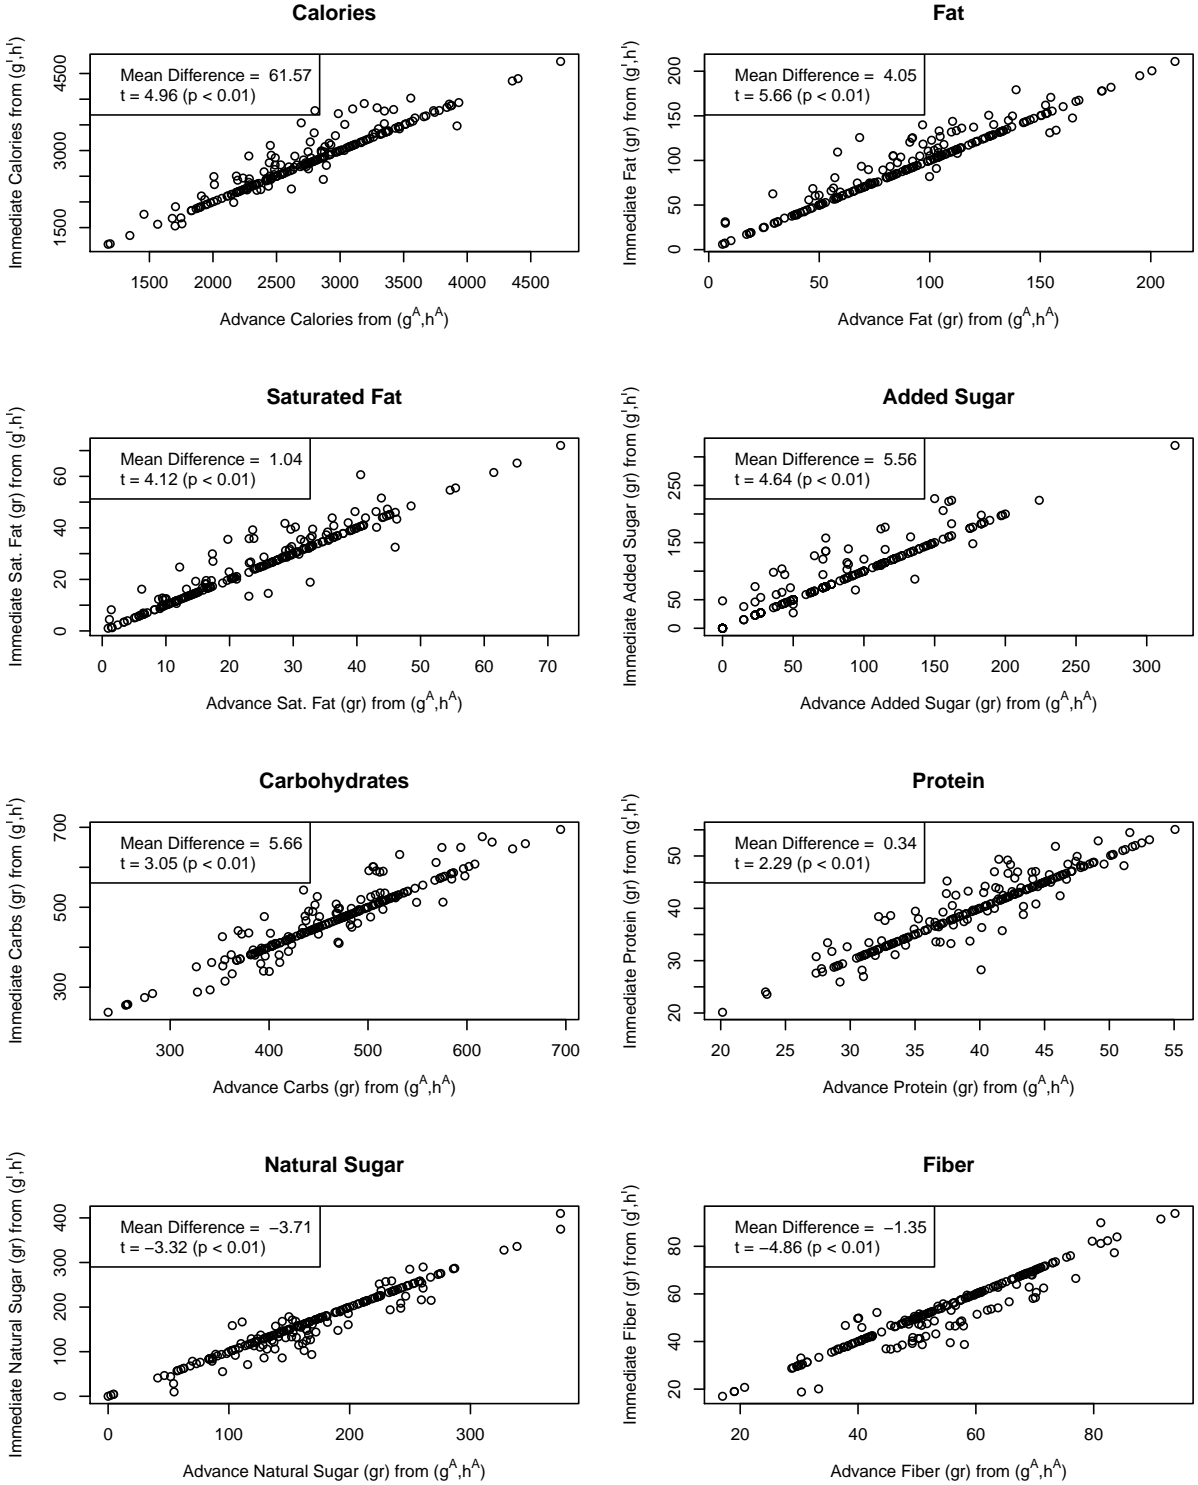 Calories
Immediate Calories from (g^I,h^I)
Mean Difference = 61.57
t = 4.96 (p < 0.01)
1500 3000 4500
1500 2000 2500 3000 3500 4000 4500
Advance Calories from (g^A,h^A)
Fat
Immediate Fat (gr) from (g^I,h^I)
Mean Difference = 4.05
t = 5.66 (p < 0.01)
0 50 100 150 200
0 50 100 150 200
Advance Fat (gr) from (g^A,h^A)
Saturated Fat
Immediate Sat. Fat (gr) from (g^I,h^I)
Mean Difference = 1.04
t = 4.12 (p < 0.01)
0 20 40 60
0 10 20 30 40 50 60 70
Advance Sat. Fat (gr) from (g^A,h^A)
Added Sugar
Immediate Added Sugar (gr) from (g^I,h^I)
Mean Difference = 5.56
t = 4.64 (p < 0.01)
0 50 150 250
0 50 100 150 200 250 300
Advance Added Sugar (gr) from (g^A,h^A)
Carbohydrates
Immediate Carbs (gr) from (g^I,h^I)
Mean Difference = 5.66
t = 3.05 (p < 0.01)
300 500 700
300 400 500 600 700
Advance Carbs (gr) from (g^A,h^A)
Protein
Immediate Protein (gr) from (g^I,h^I)
Mean Difference = 0.34
t = 2.29 (p < 0.01)
20 30 40 50
20 25 30 35 40 45 50 55
Advance Protein (gr) from (g^A,h^A)
Natural Sugar
Immediate Natural Sugar (gr) from (g^I,h^I)
Mean Difference = −3.71
t = −3.32 (p < 0.01)
0 100 200 300 400
0 100 200 300
Advance Natural Sugar (gr) from (g^A,h^A)
Fiber
Immediate Fiber (gr) from (g^I,h^I)
Mean Difference = −1.35
t = −4.86 (p < 0.01)
20 40 60 80
20 40 60 80
Advance Fiber (gr) from (g^A,h^A)